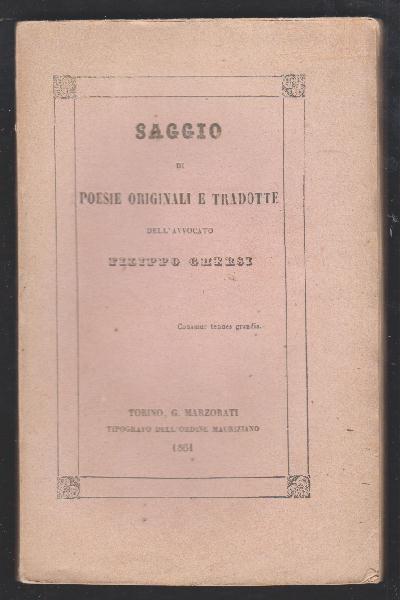 SAGGIO
DI
POESIE ORIGINALI E TRADOTTE
DELL'AVVOCATO
FILIPPO GHERSI
Conamur tenues grandia.
TORINO, G. MARZORATI
TIPOGRAFO DELL'ORDINE MAURIZIANO
1861